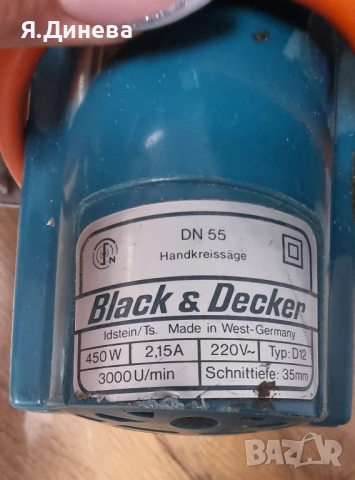 Я.Динева
DN 55
Handkreissäge
Black & Decker
Idstein/Ts. Made in West-Germany
450 W 2,15A 220V~ Typ: D12
3000 U/min Schnittiefe: 35mm
BAZAR